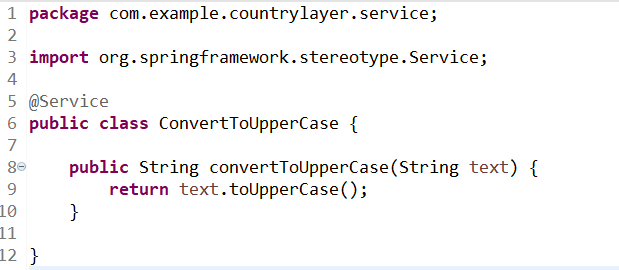 1 package com.example.countrylayer.service;
2
3 import org.springframework.stereotype.Service;
4
5 @Service
6 public class ConvertToUpperCase {
7
8     public String convertToUpperCase(String text) {
9         return text.toUpperCase();
10     }
11
12 }